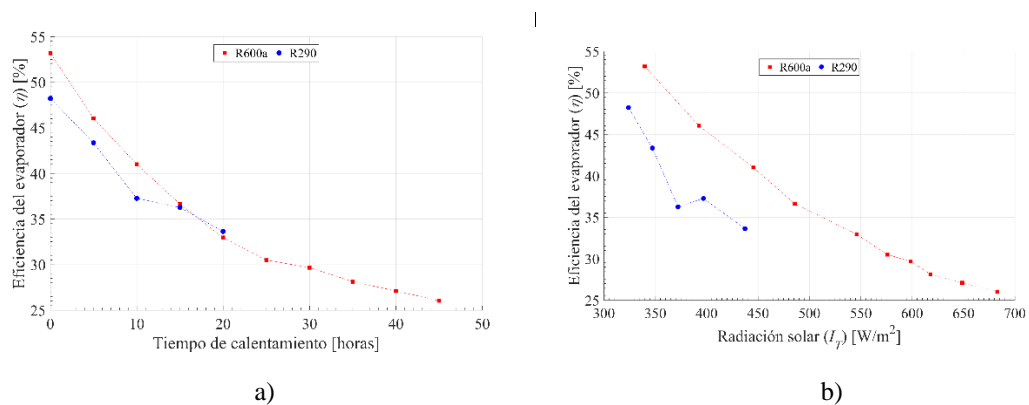 55
50
45
40
35
30
25
Eficiencia del evaporador (η) [%]
R600a R290
0 10 20 30 40 50
Tiempo de calentamiento [horas]
a)
55
50
45
40
35
30
25
Eficiencia del evaporador (η) [%]
R600a R290
300 350 400 450 500 550 600 650 700
Radiación solar (I_T) [W/m²]
b)